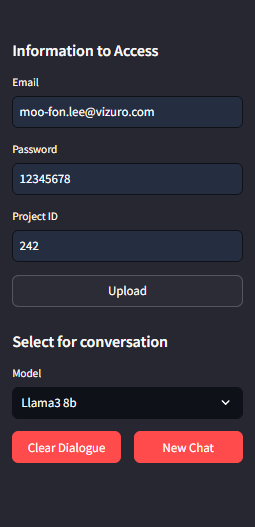 Information to Access
Email
moo-fon.lee@vizuro.com
Password
12345678
Project ID
242
Upload
Select for conversation
Model
Llama3 8b
Clear Dialogue
New Chat